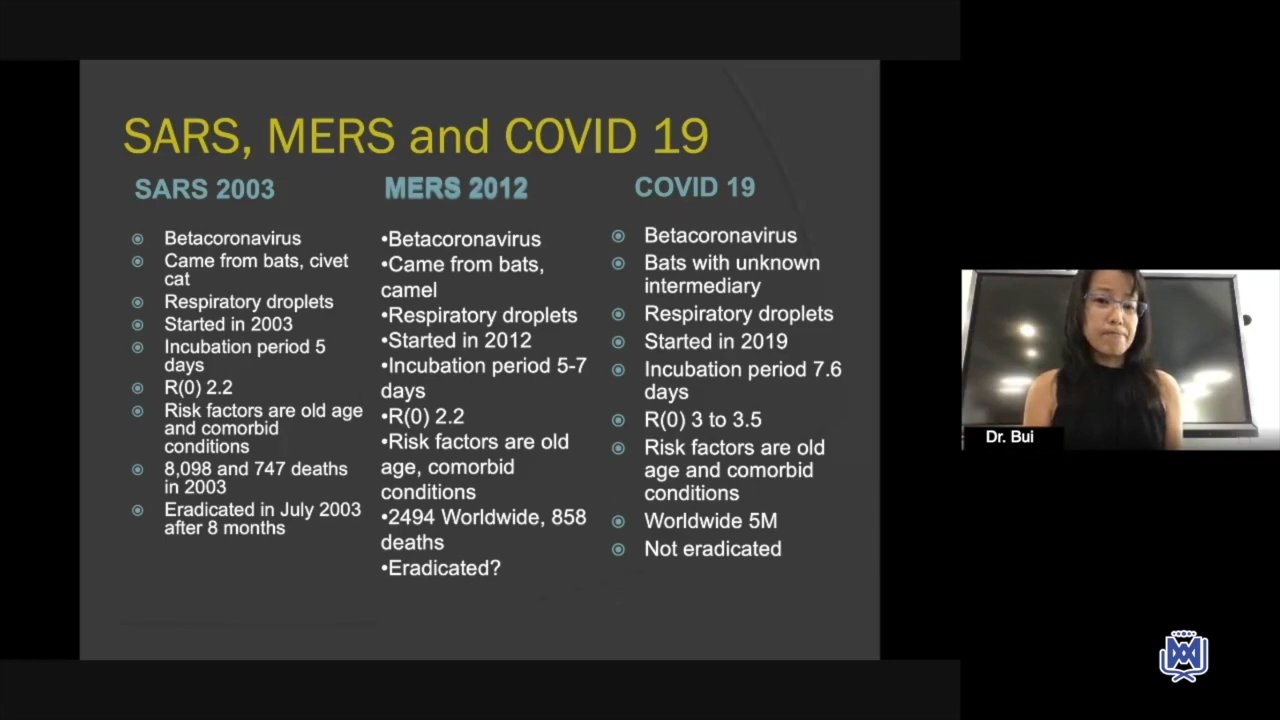 SARS, MERS and COVID 19
SARS 2003
◉ Betacoronavirus
◉ Came from bats, civet
cat
◉ Respiratory droplets
◉ Started in 2003
◉ Incubation period 5
days
◉ R(0) 2.2
◉ Risk factors are old age
and comorbid
conditions
◉ 8,098 and 747 deaths
in 2003
◉ Eradicated in July 2003
after 8 months
MERS 2012
•Betacoronavirus
•Came from bats,
camel
•Respiratory droplets
•Started in 2012
•Incubation period 5-7
days
•R(0) 2.2
•Risk factors are old
age, comorbid
conditions
•2494 Worldwide, 858
deaths
•Eradicated?
COVID 19
◉ Betacoronavirus
◉ Bats with unknown
intermediary
◉ Respiratory droplets
◉ Started in 2019
◉ Incubation period 7.6
days
◉ R(0) 3 to 3.5
◉ Risk factors are old
age and comorbid
conditions
◉ Worldwide 5M
◉ Not eradicated
Dr. Bui